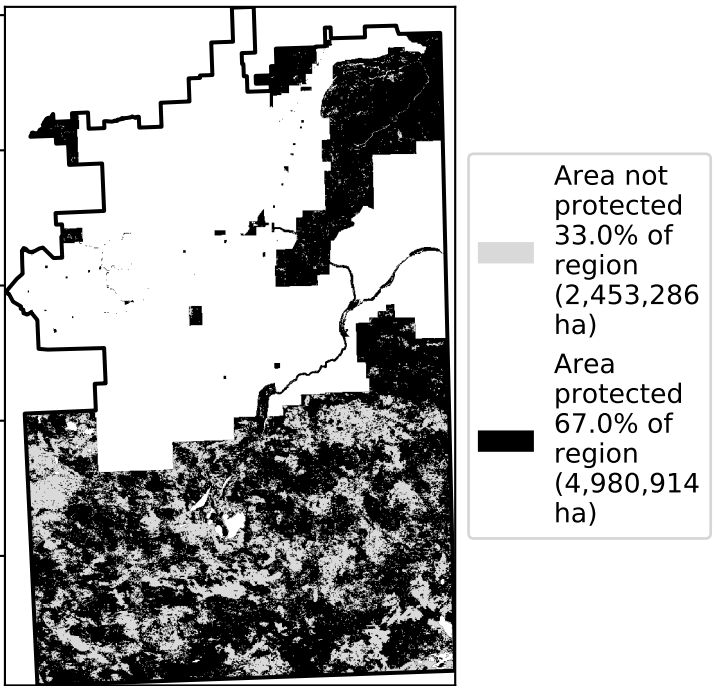 Area not
protected
33.0% of
region
(2,453,286
ha)
Area
protected
67.0% of
region
(4,980,914
ha)